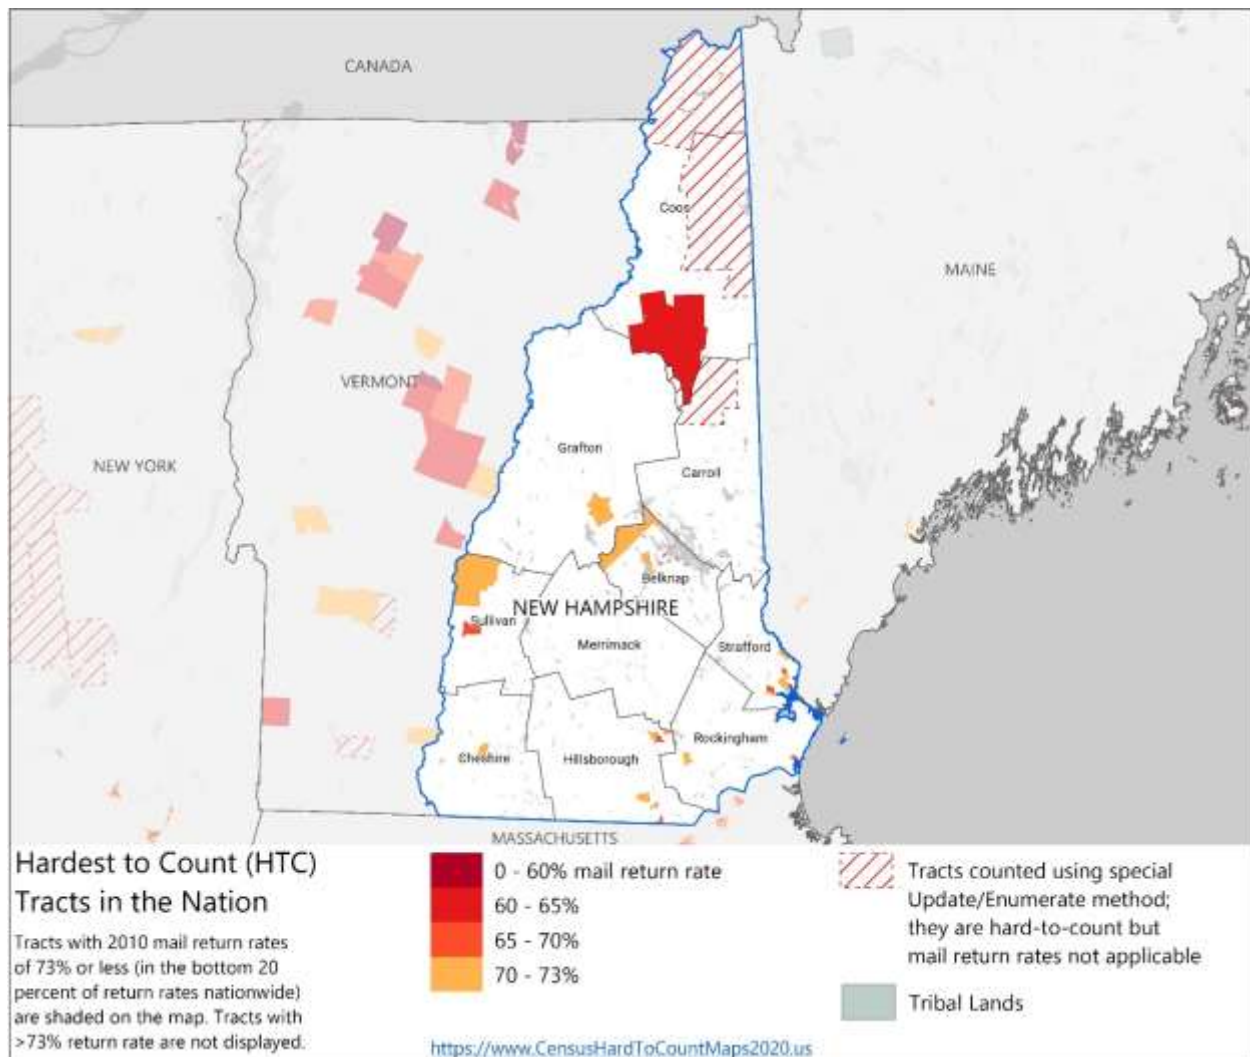 CANADA
Coos
MAINE
VERMONT
NEW YORK
Grafton
Carroll
Belknap
NEW HAMPSHIRE
Sullivan
Merrimack
Strafford
Rockingham
Cheshire
Hillsborough
MASSACHUSETTS
Hardest to Count (HTC)
Tracts in the Nation
Tracts with 2010 mail return rates
of 73% or less (in the bottom 20
percent of return rates nationwide)
are shaded on the map. Tracts with
>73% return rate are not displayed.
0 - 60% mail return rate
60 - 65%
65 - 70%
70 - 73%
https://www.CensusHardToCountMaps2020.us
Tracts counted using special
Update/Enumerate method;
they are hard-to-count but
mail return rates not applicable
Tribal Lands